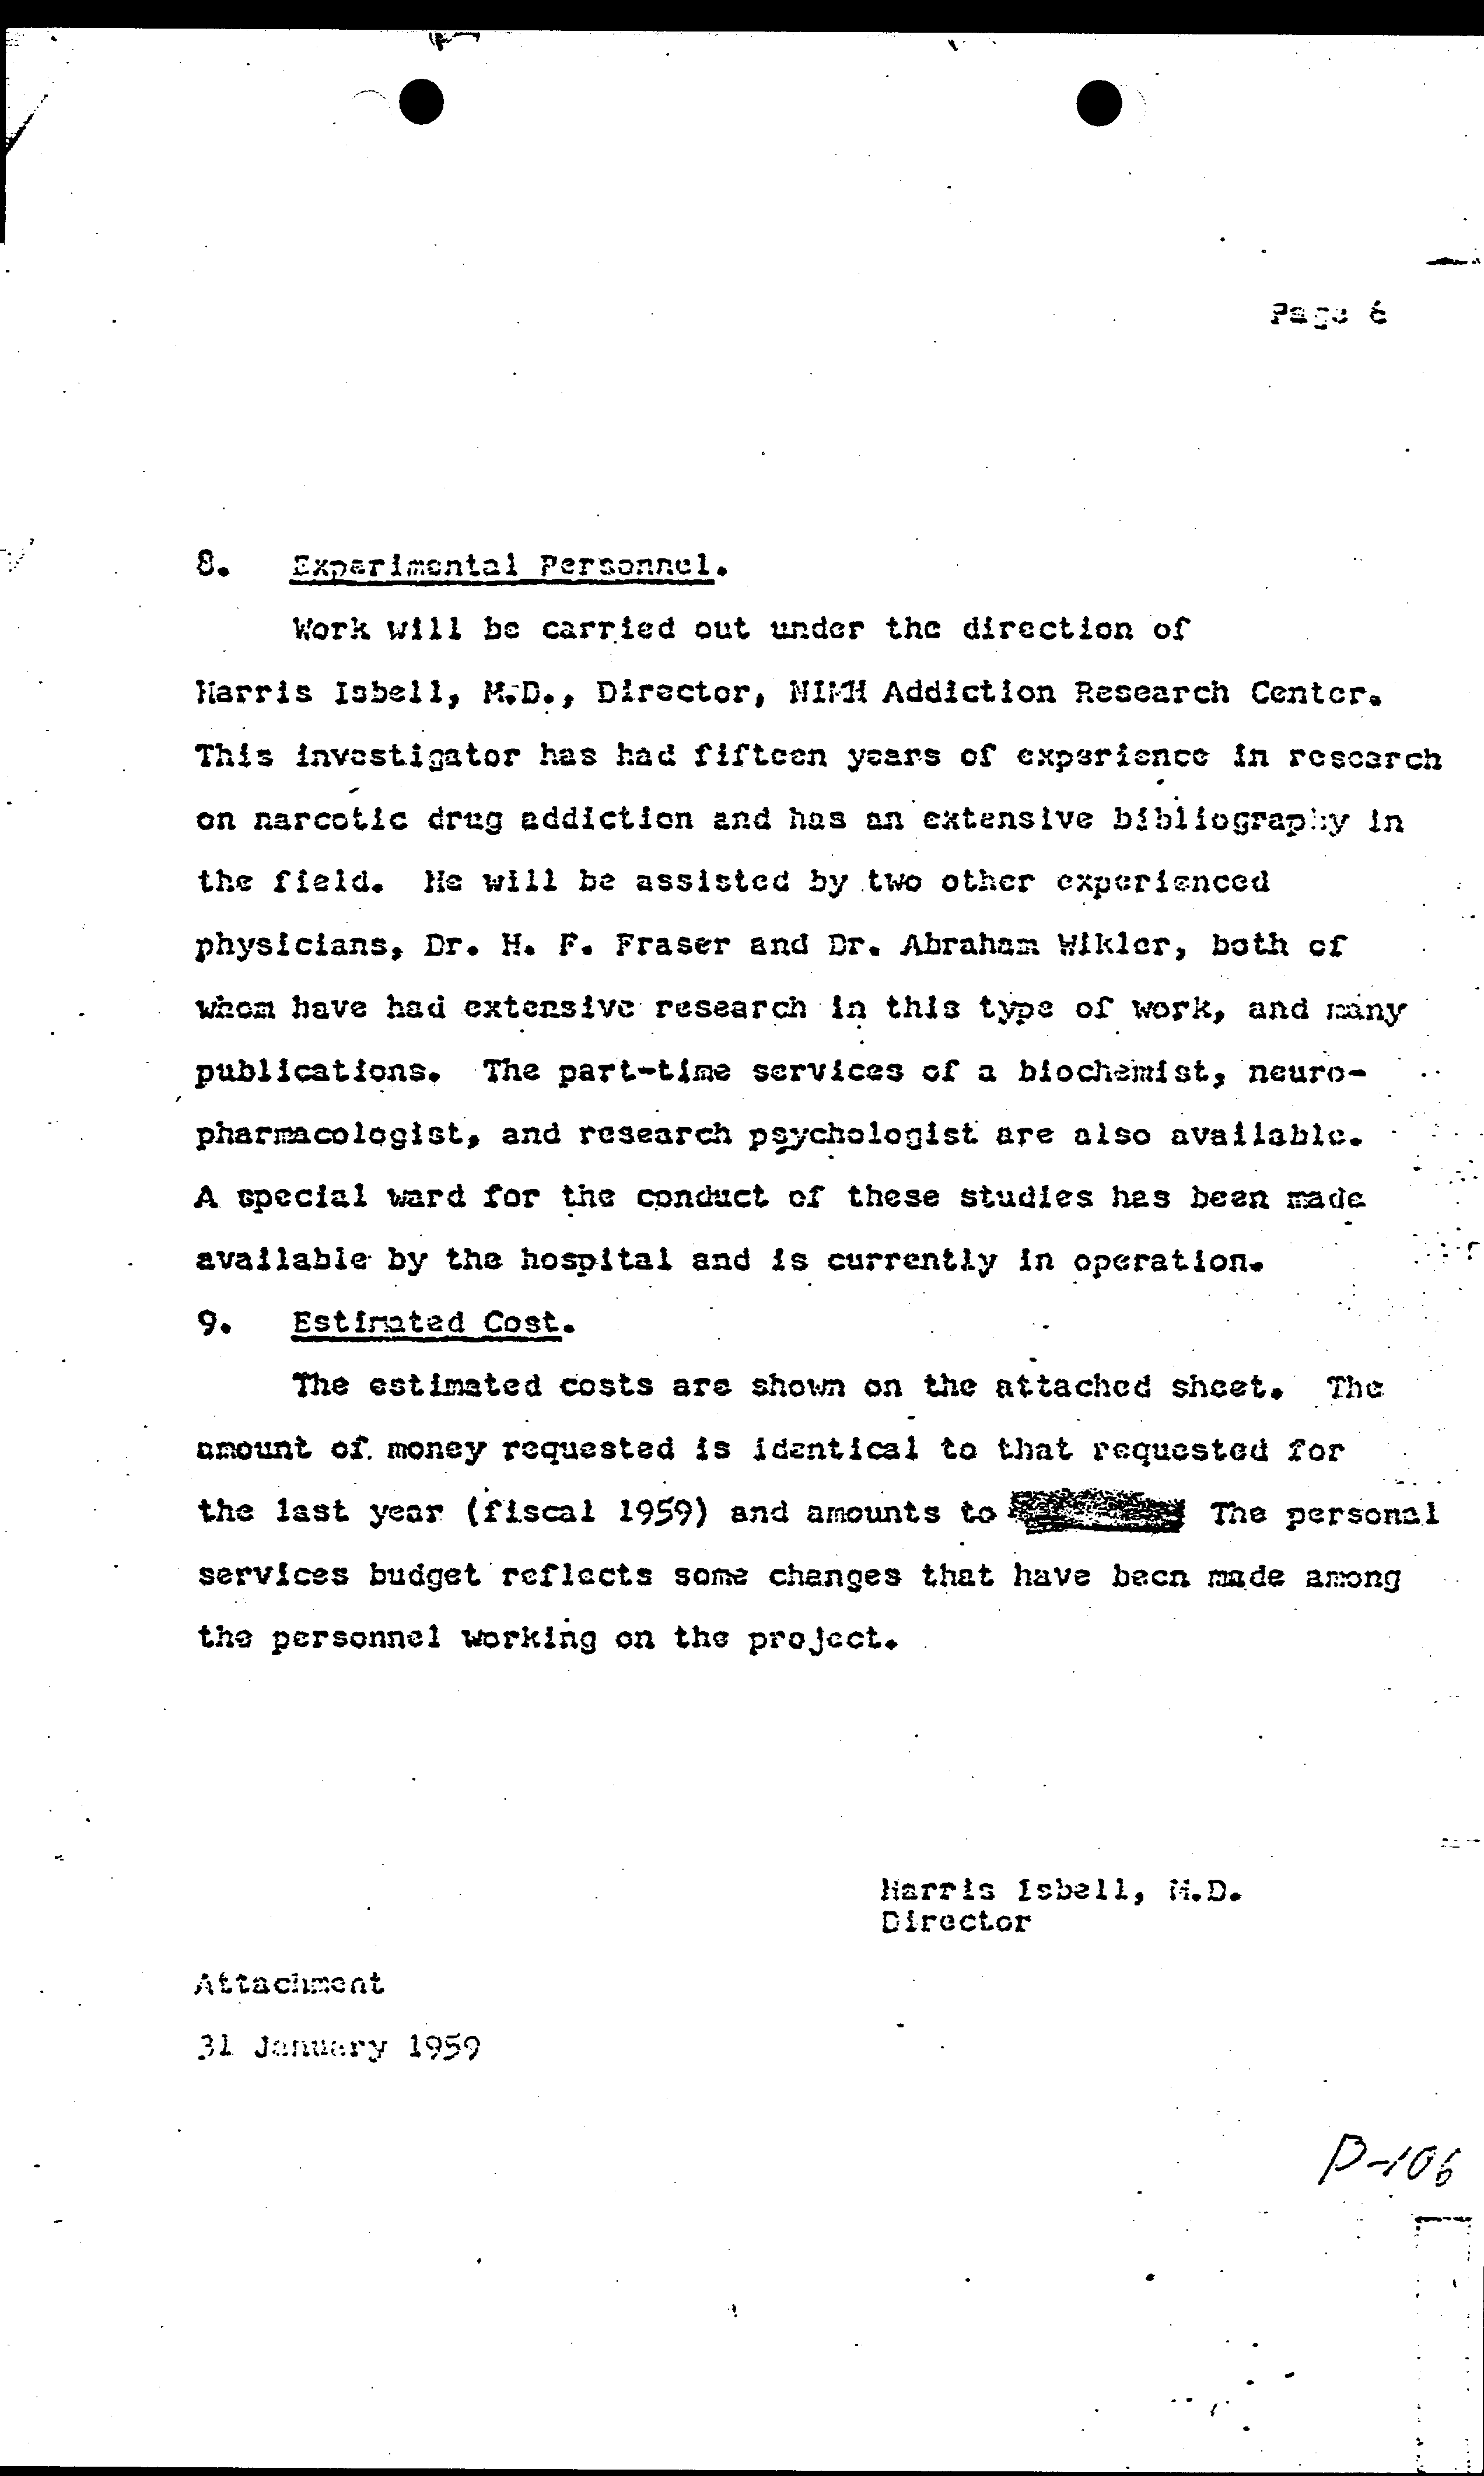 Page 6
8. Experimental Personnel.
Work will be carried out under the direction of
Harris Isbell, M.D., Director, NIMH Addiction Research Center.
This investigator has had fifteen years of experience in research
on narcotic drug addiction and has an extensive bibliography in
the field. He will be assisted by two other experienced
physicians, Dr. H. F. Fraser and Dr. Abraham Wikler, both of
whom have had extensive research in this type of work, and many
publications. The part-time services of a biochemist, neuro-
pharmacologist, and research psychologist are also available.
A special ward for the conduct of these studies has been made
available by the hospital and is currently in operation.
9. Estimated Cost.
The estimated costs are shown on the attached sheet. The
amount of money requested is identical to that requested for
the last year (fiscal 1959) and amounts to The personal
services budget reflects some changes that have been made among
the personnel working on the project.
Harris Isbell, M.D.
Director
Attachment
31 January 1959
P-106